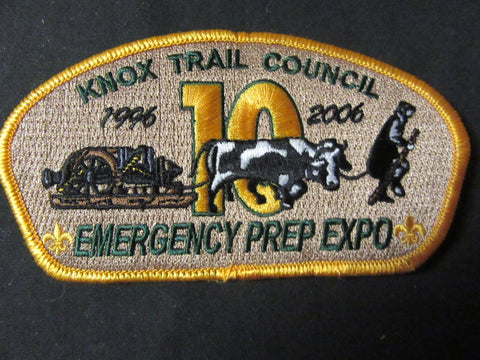 KNOX TRAIL COUNCIL
1996 10 2006
EMERGENCY PREP EXPO